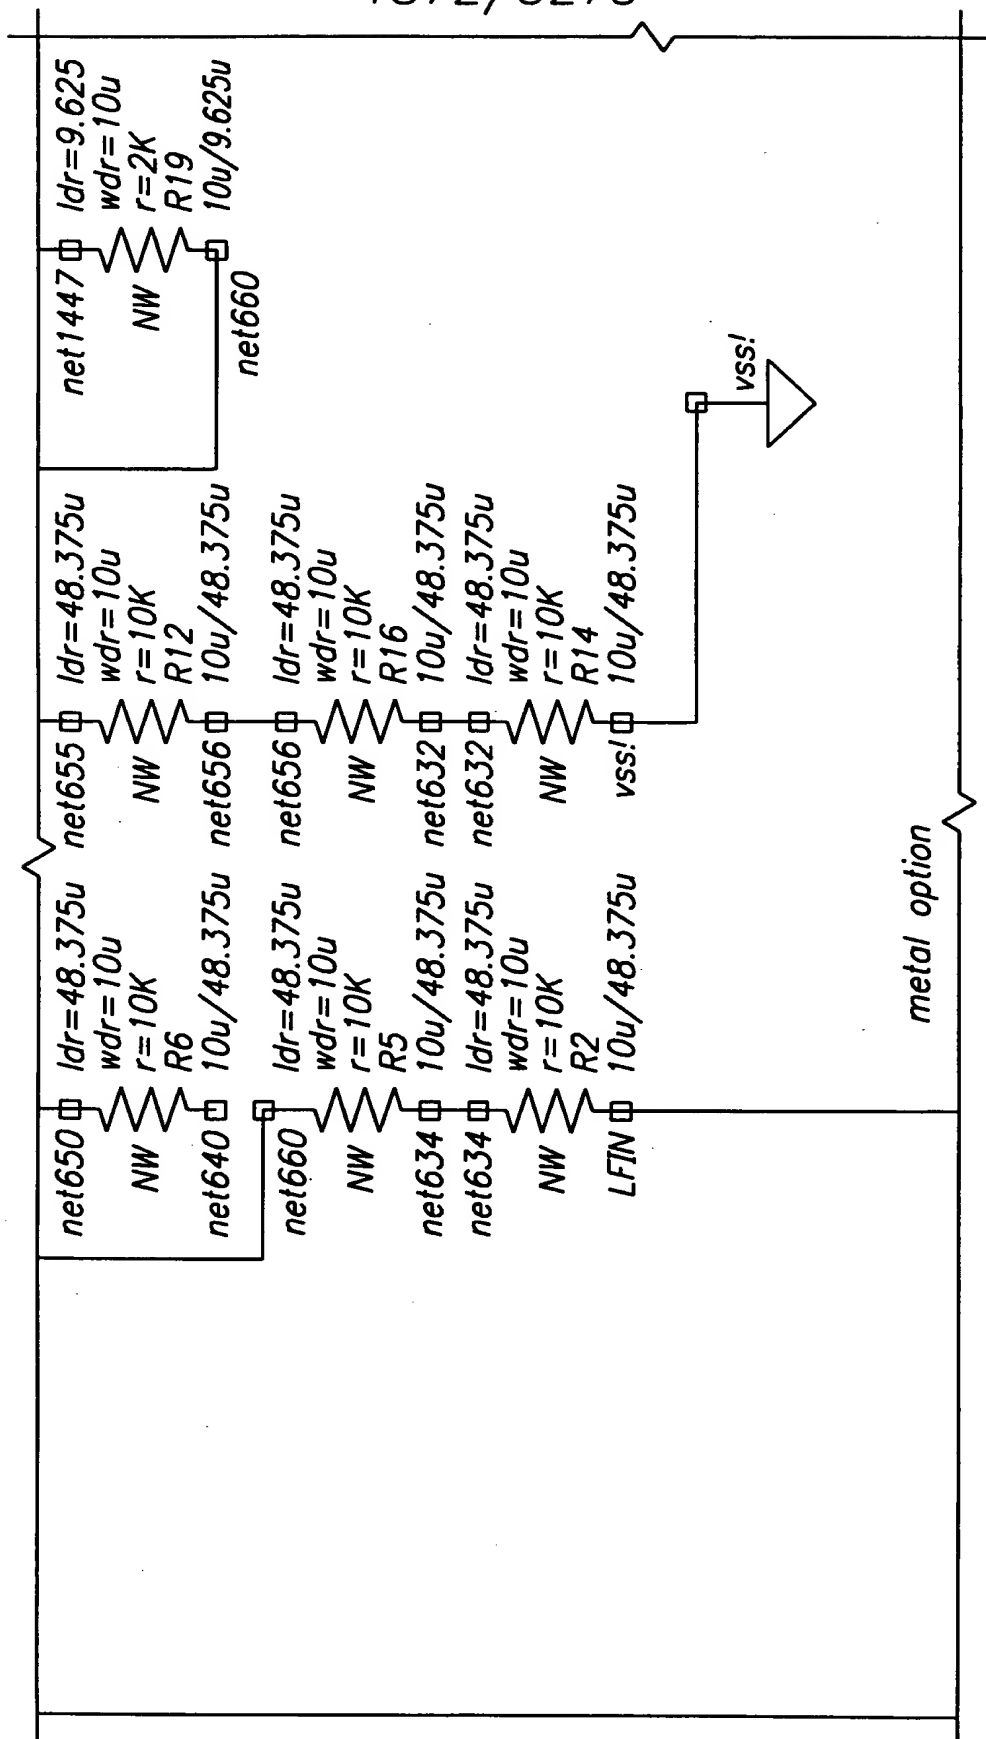 ldr=9.625
wdr=10u
r=2K
R19
10u/9.625u
net1447
NW
net660
vss!
ldr=48.375u
wdr=10u
r=10K
R12
10u/48.375u
ldr=48.375u
wdr=10u
r=10K
R16
10u/48.375u
ldr=48.375u
wdr=10u
r=10K
R14
10u/48.375u
net655
NW
net656
net656
NW
net632
net632
NW
vss!
ldr=48.375u
wdr=10u
r=10K
R6
10u/48.375u
ldr=48.375u
wdr=10u
r=10K
R5
10u/48.375u
ldr=48.375u
wdr=10u
r=10K
R2
10u/48.375u
metal option
net650
NW
net640
net660
NW
net634
net634
NW
LFIN